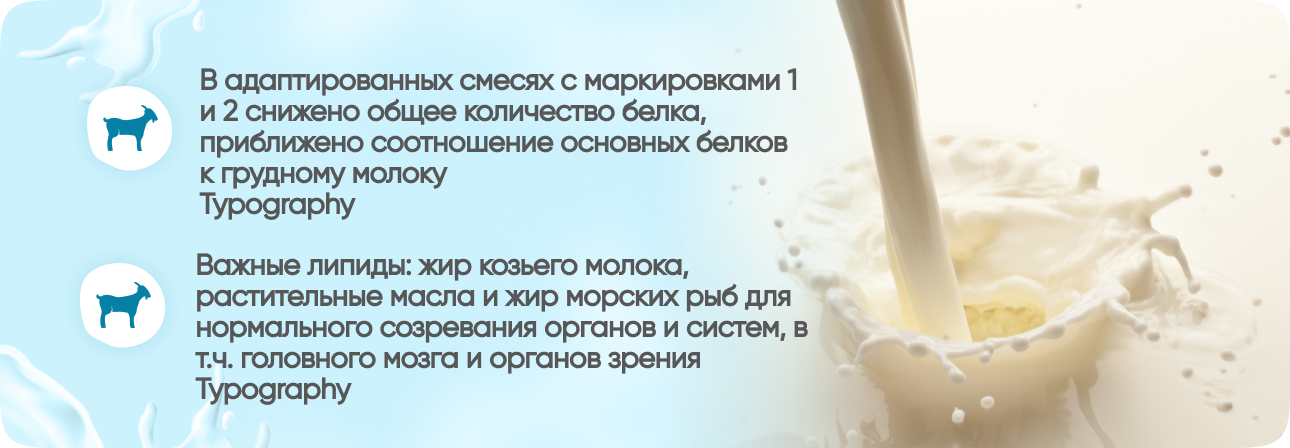 В адаптированных смесях с маркировками 1
и 2 снижено общее количество белка,
приближено соотношение основных белков
к грудному молоку
Typography
Важные липиды: жир козьего молока,
растительные масла и жир морских рыб для
нормального созревания органов и систем, в
т.ч. головного мозга и органов зрения
Typography